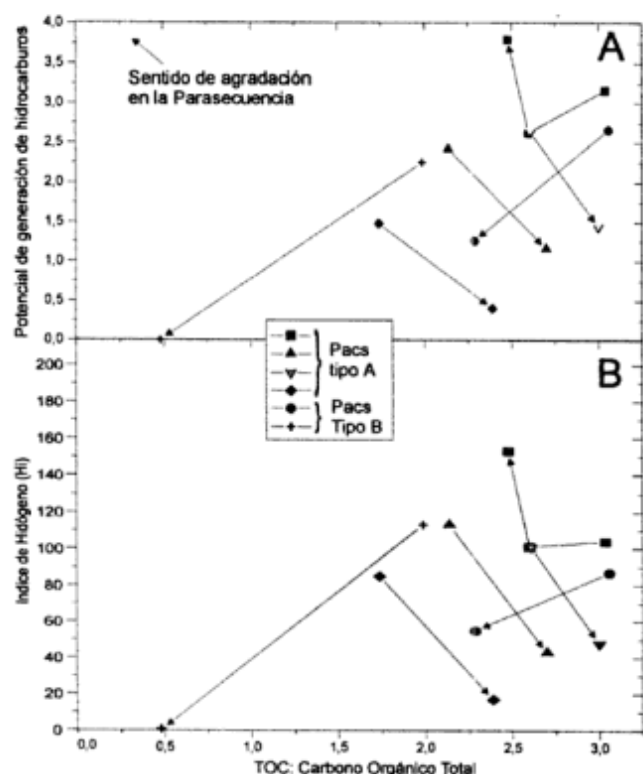 A
Potencial de generación de hidrocarburos
4,0
3,5
3,0
2,5
2,0
1,5
1,0
0,5
0,0
Sentido de agradación
en la Parasecuencia
Pacs
tipo A
Pacs
Tipo B
B
Indice de Hidógeno (Hi)
200
180
160
140
120
100
80
60
40
20
0
0,0 0,5 1,0 1,5 2,0 2,5 3,0
TOC: Carbono Orgánico Total